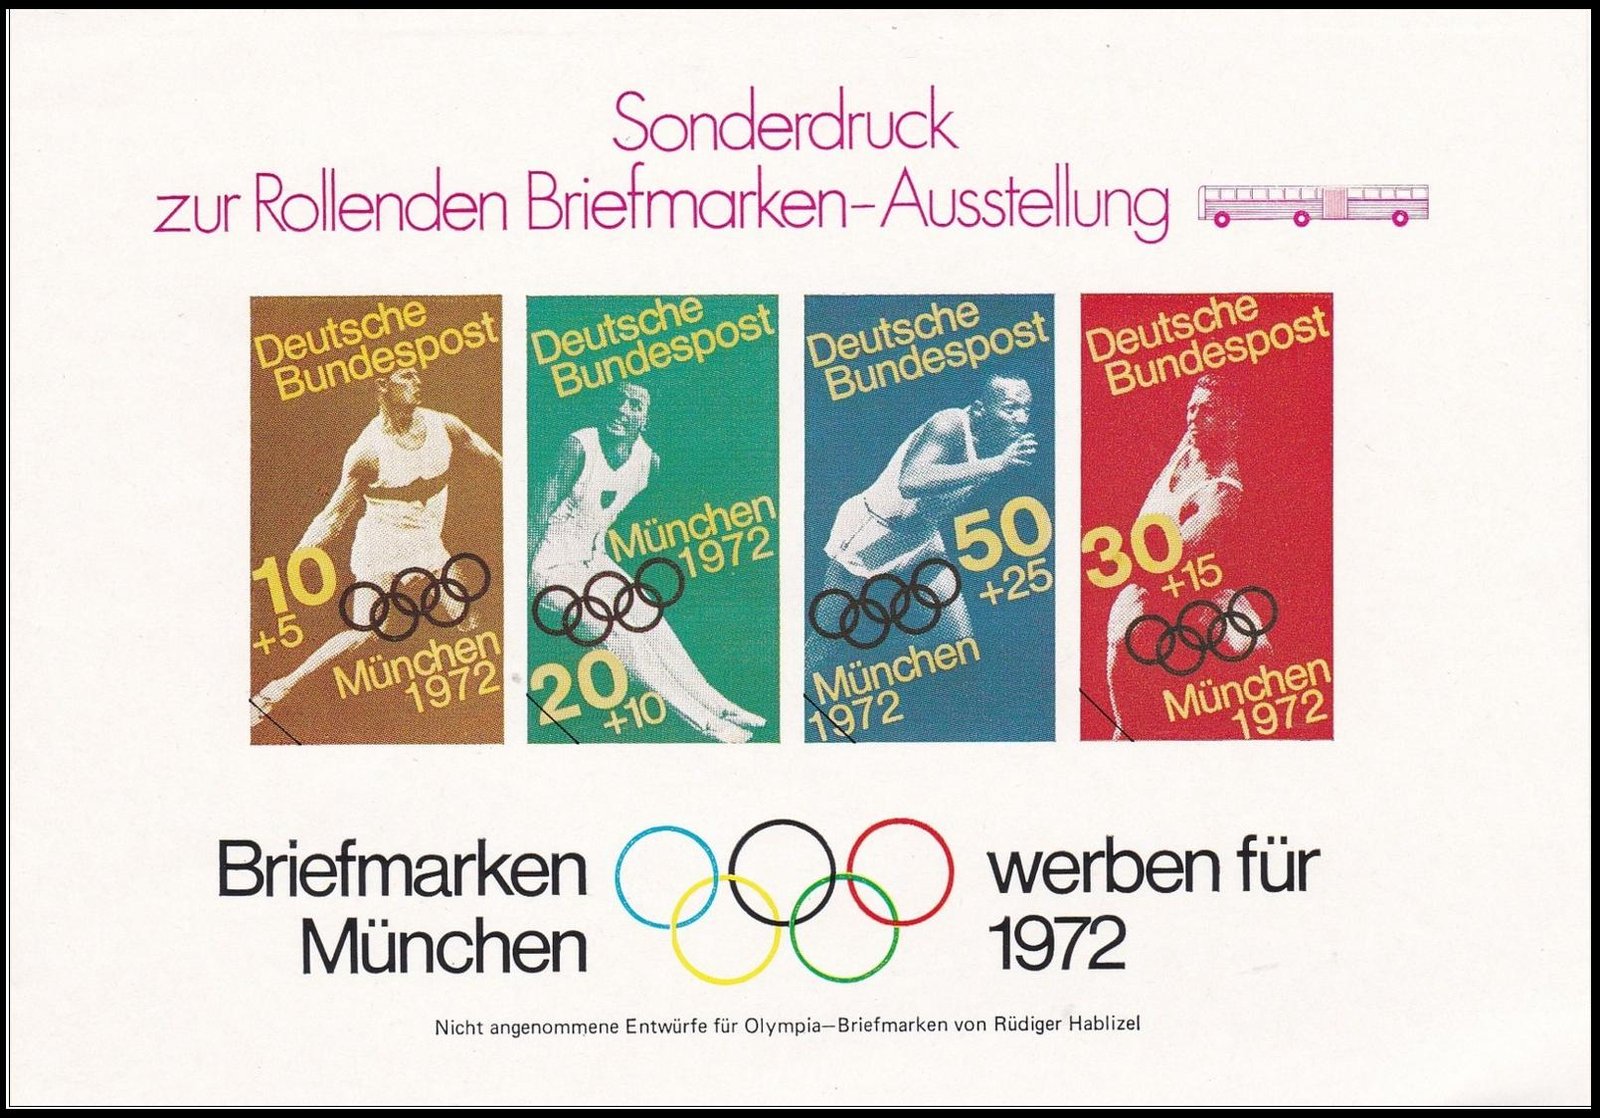 Sonderdruck
zur Rollenden Briefmarken-Ausstellung
Deutsche
Bundespost
10
+5
München
1972
Deutsche
Bundespost
München
1972
20
+10
Deutsche
Bundespost
50
+25
München
1972
Deutsche
Bundespost
30
+15
München
1972
Briefmarken werben für
München 1972
Nicht angenommene Entwürfe für Olympia–Briefmarken von Rüdiger Hablizel